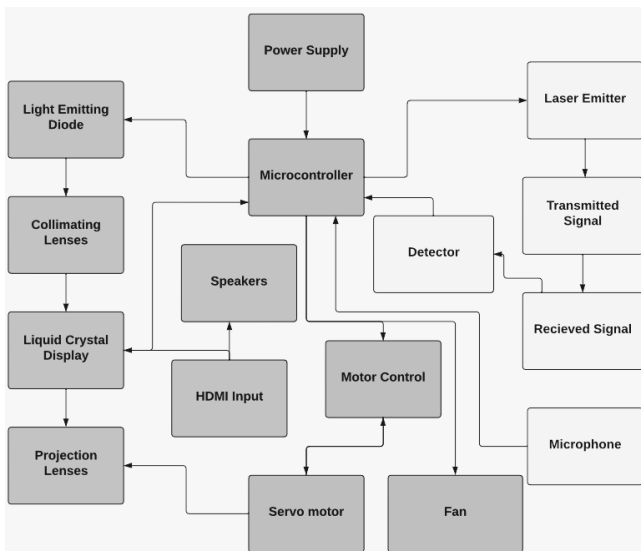 Power Supply
Light Emitting
Diode
Laser Emitter
Microcontroller
Collimating
Lenses
Transmitted
Signal
Detector
Speakers
Liquid Crystal
Display
Recieved Signal
HDMI Input
Motor Control
Projection
Lenses
Microphone
Servo motor
Fan